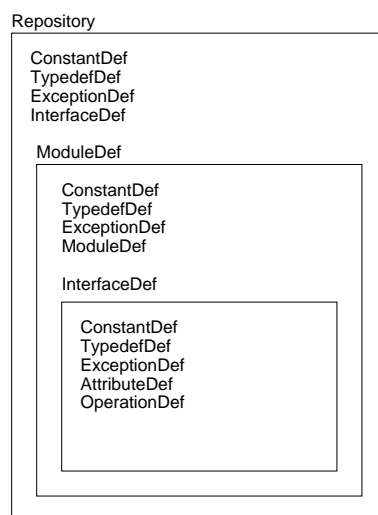 Repository
ConstantDef
TypedefDef
ExceptionDef
InterfaceDef
ModuleDef
ConstantDef
TypedefDef
ExceptionDef
ModuleDef
InterfaceDef
ConstantDef
TypedefDef
ExceptionDef
AttributeDef
OperationDef